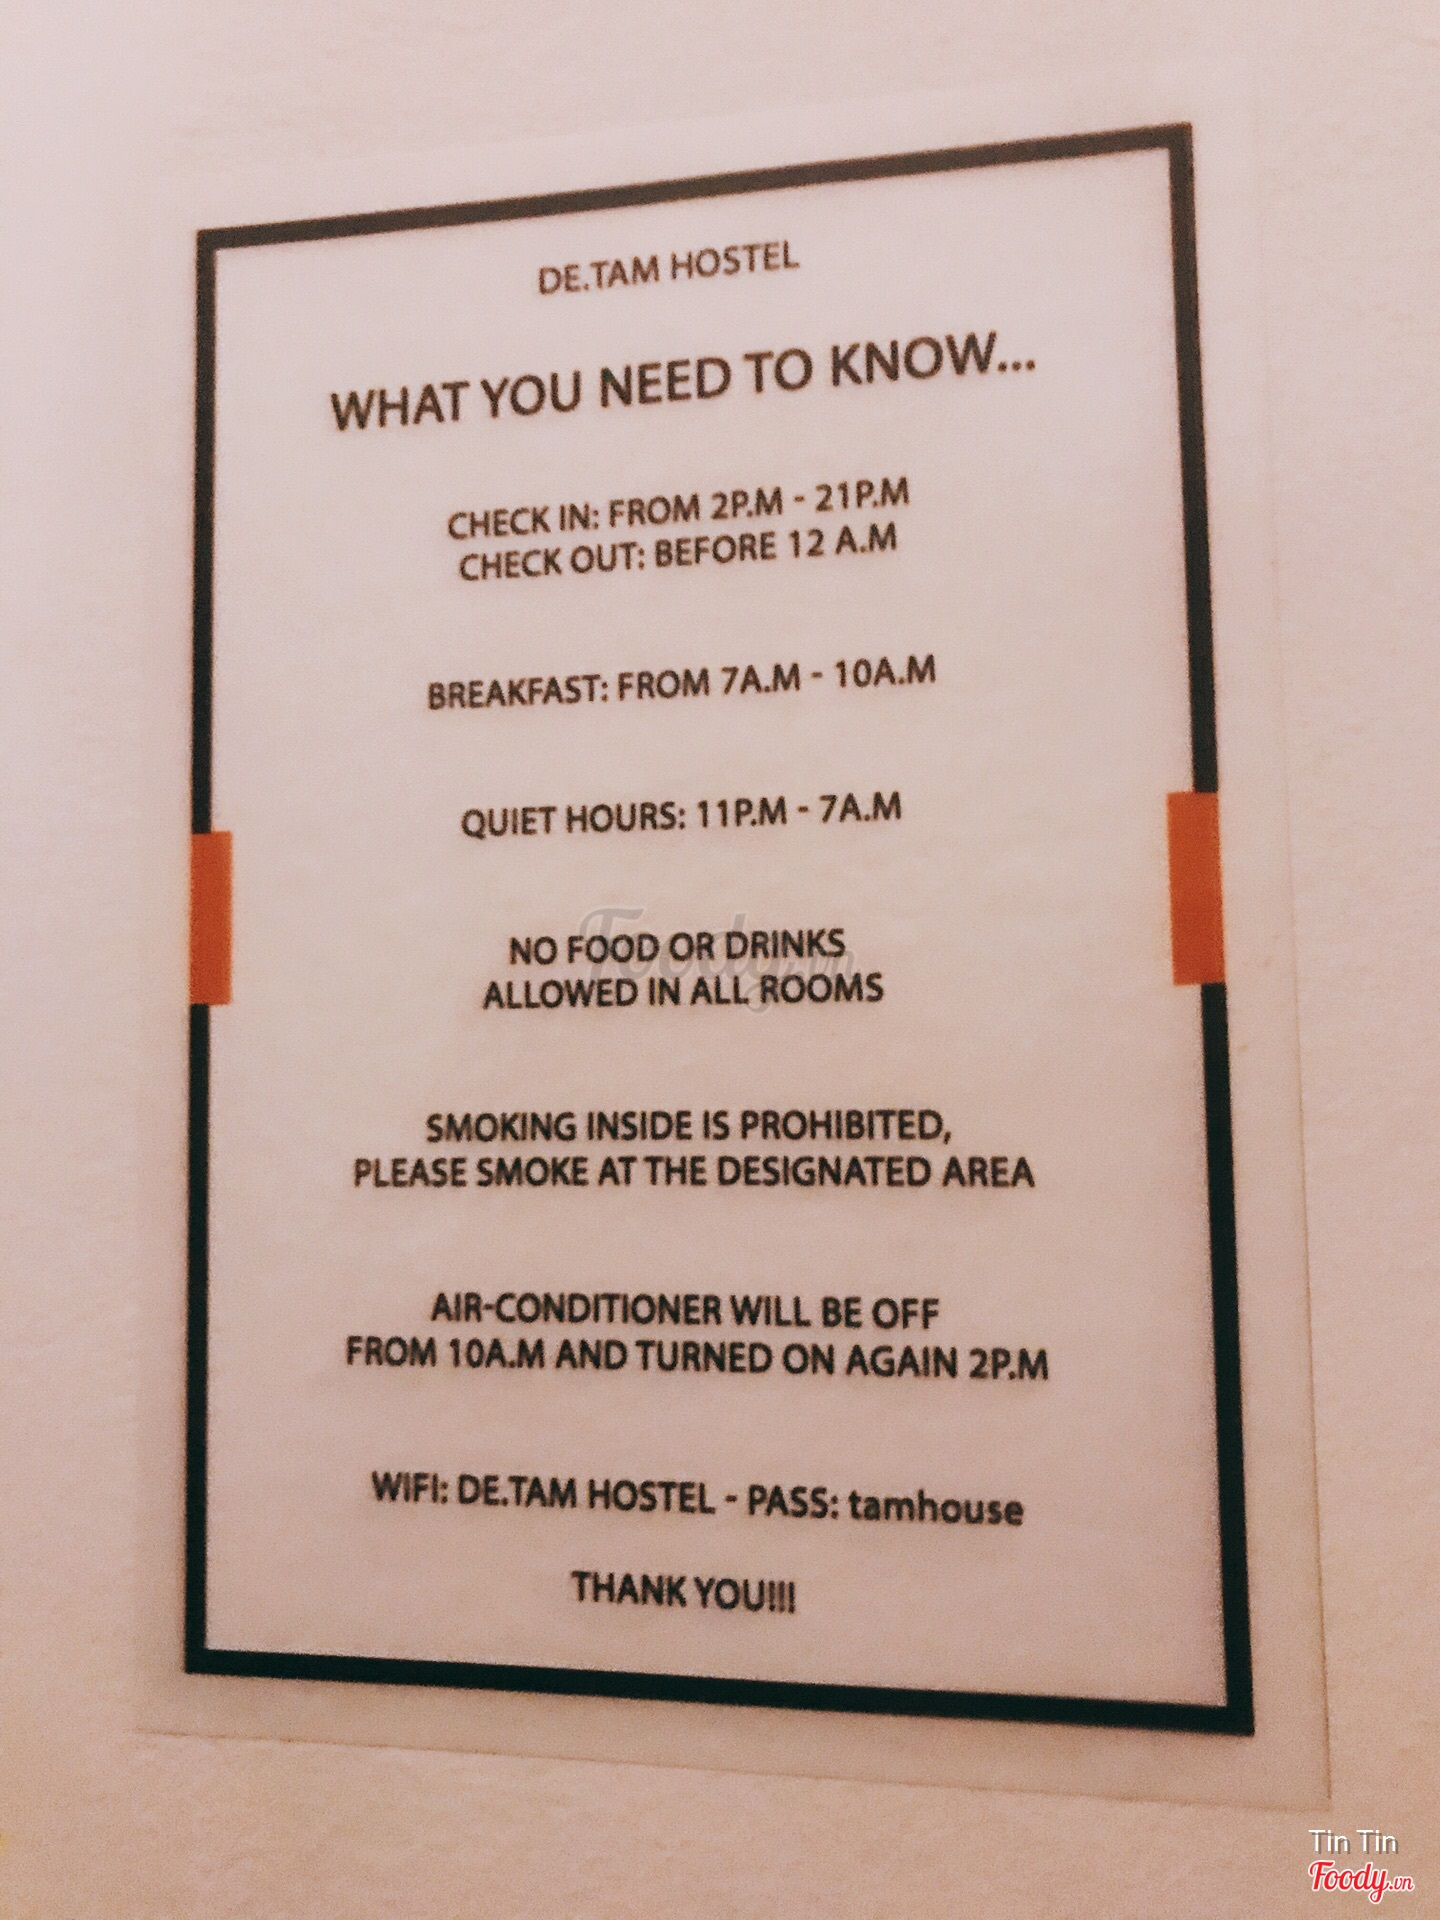 DE.TAM HOSTEL
WHAT YOU NEED TO KNOW...
CHECK IN: FROM 2P.M - 21P.M
CHECK OUT: BEFORE 12 A.M
BREAKFAST: FROM 7A.M - 10A.M
QUIET HOURS: 11P.M - 7A.M
NO FOOD OR DRINKS
ALLOWED IN ALL ROOMS
Foody.vn
SMOKING INSIDE IS PROHIBITED,
PLEASE SMOKE AT THE DESIGNATED AREA
AIR-CONDITIONER WILL BE OFF
FROM 10A.M AND TURNED ON AGAIN 2P.M
WIFI: DE.TAM HOSTEL - PASS: tamhouse
THANK YOU!!!
Tin Tin
Foody.vn